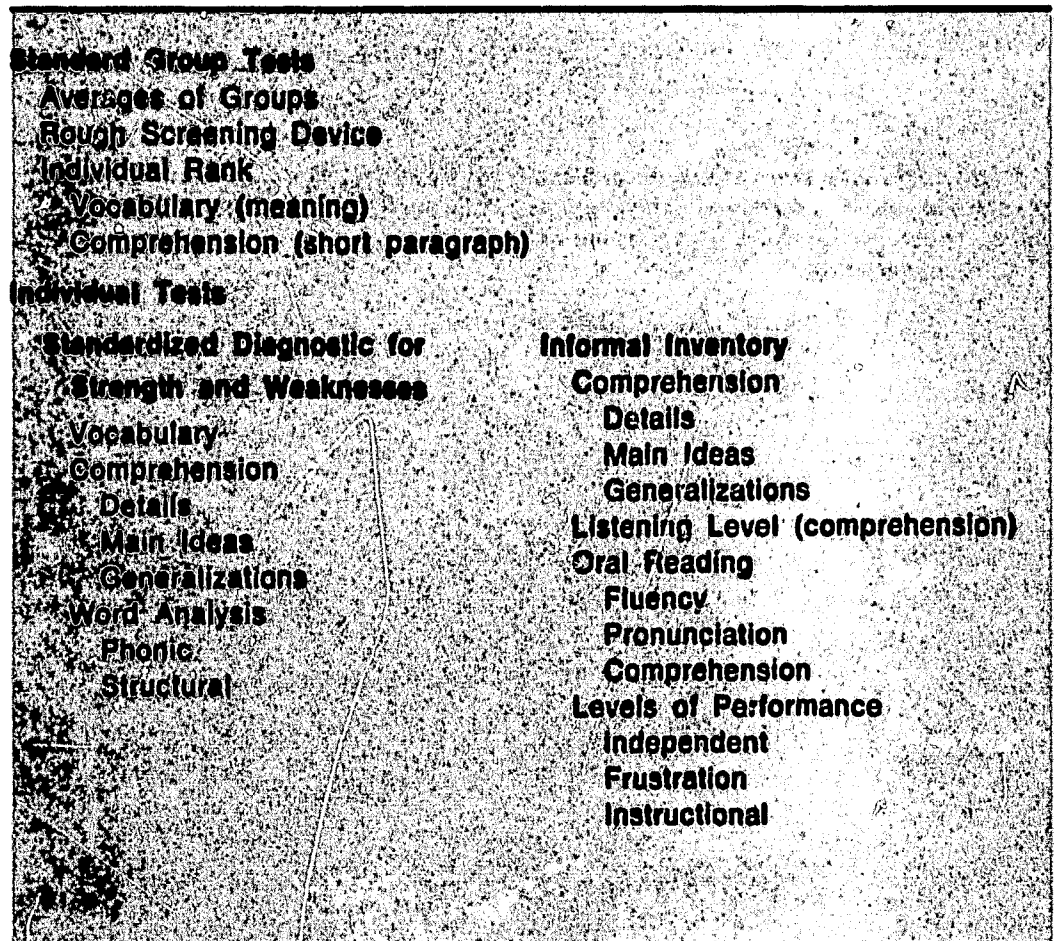 Standard Group Tests
Averages of Groups
Rough Screening Device
Individual Rank
Vocabulary (meaning)
Comprehension (short paragraph)
Individual Tests
Standardized Diagnostic for
Strength and Weaknesses
Vocabulary
Comprehension
Details
Main Ideas
Generalizations
Word Analysis
Phonic
Structural
Informal Inventory
Comprehension
Details
Main Ideas
Generalizations
Listening Level (comprehension)
Oral Reading
Fluency
Pronunciation
Comprehension
Levels of Performance
Independent
Frustration
Instructional